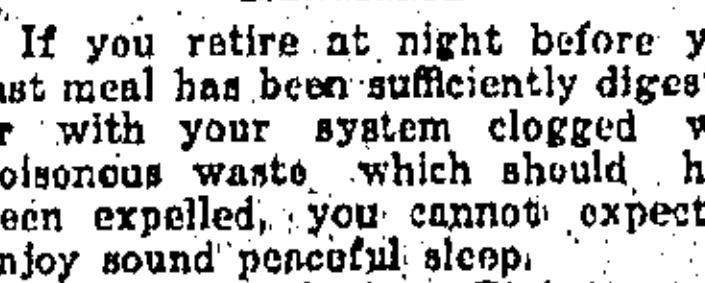 If you retire at night before y
ast meal has been sufficiently diges
r with your system clogged w
oisonous waste which should h
een expelled, you cannot expect
njoy sound peaceful sleep.